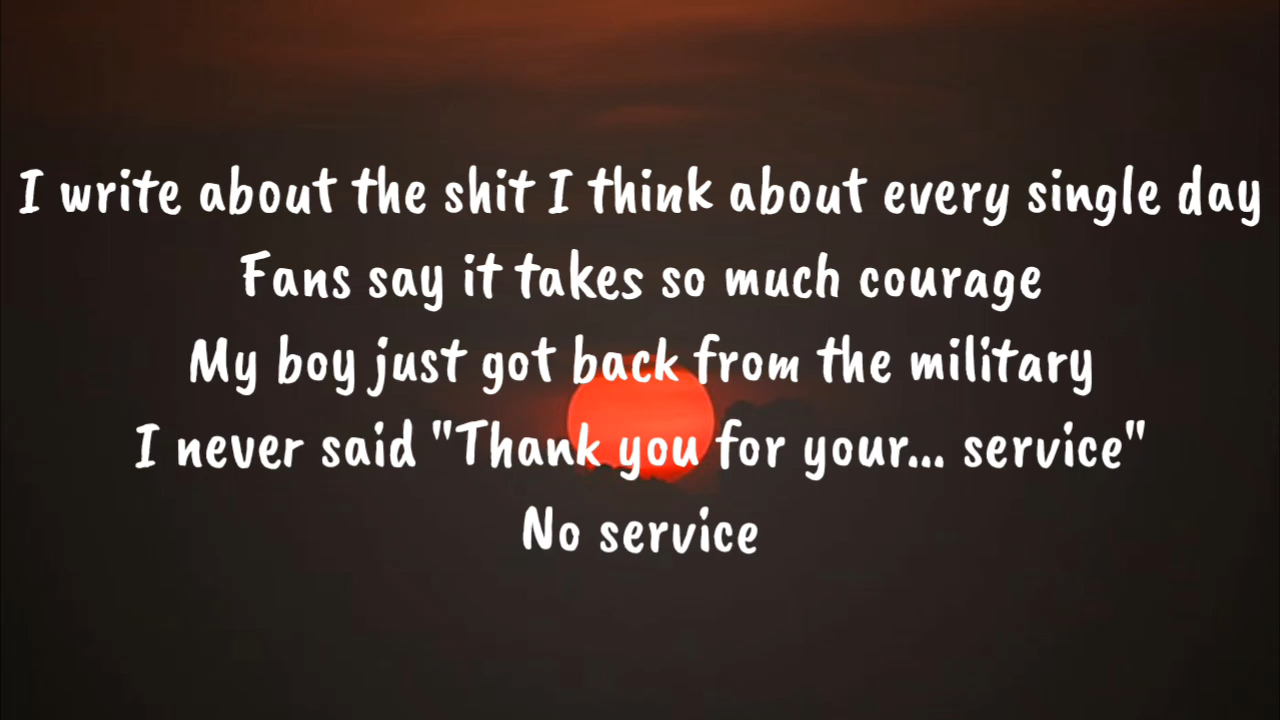 I write about the shit I think about every single day
Fans say it takes so much courage
My boy just got back from the military
I never said "Thank you for your... service"
No service